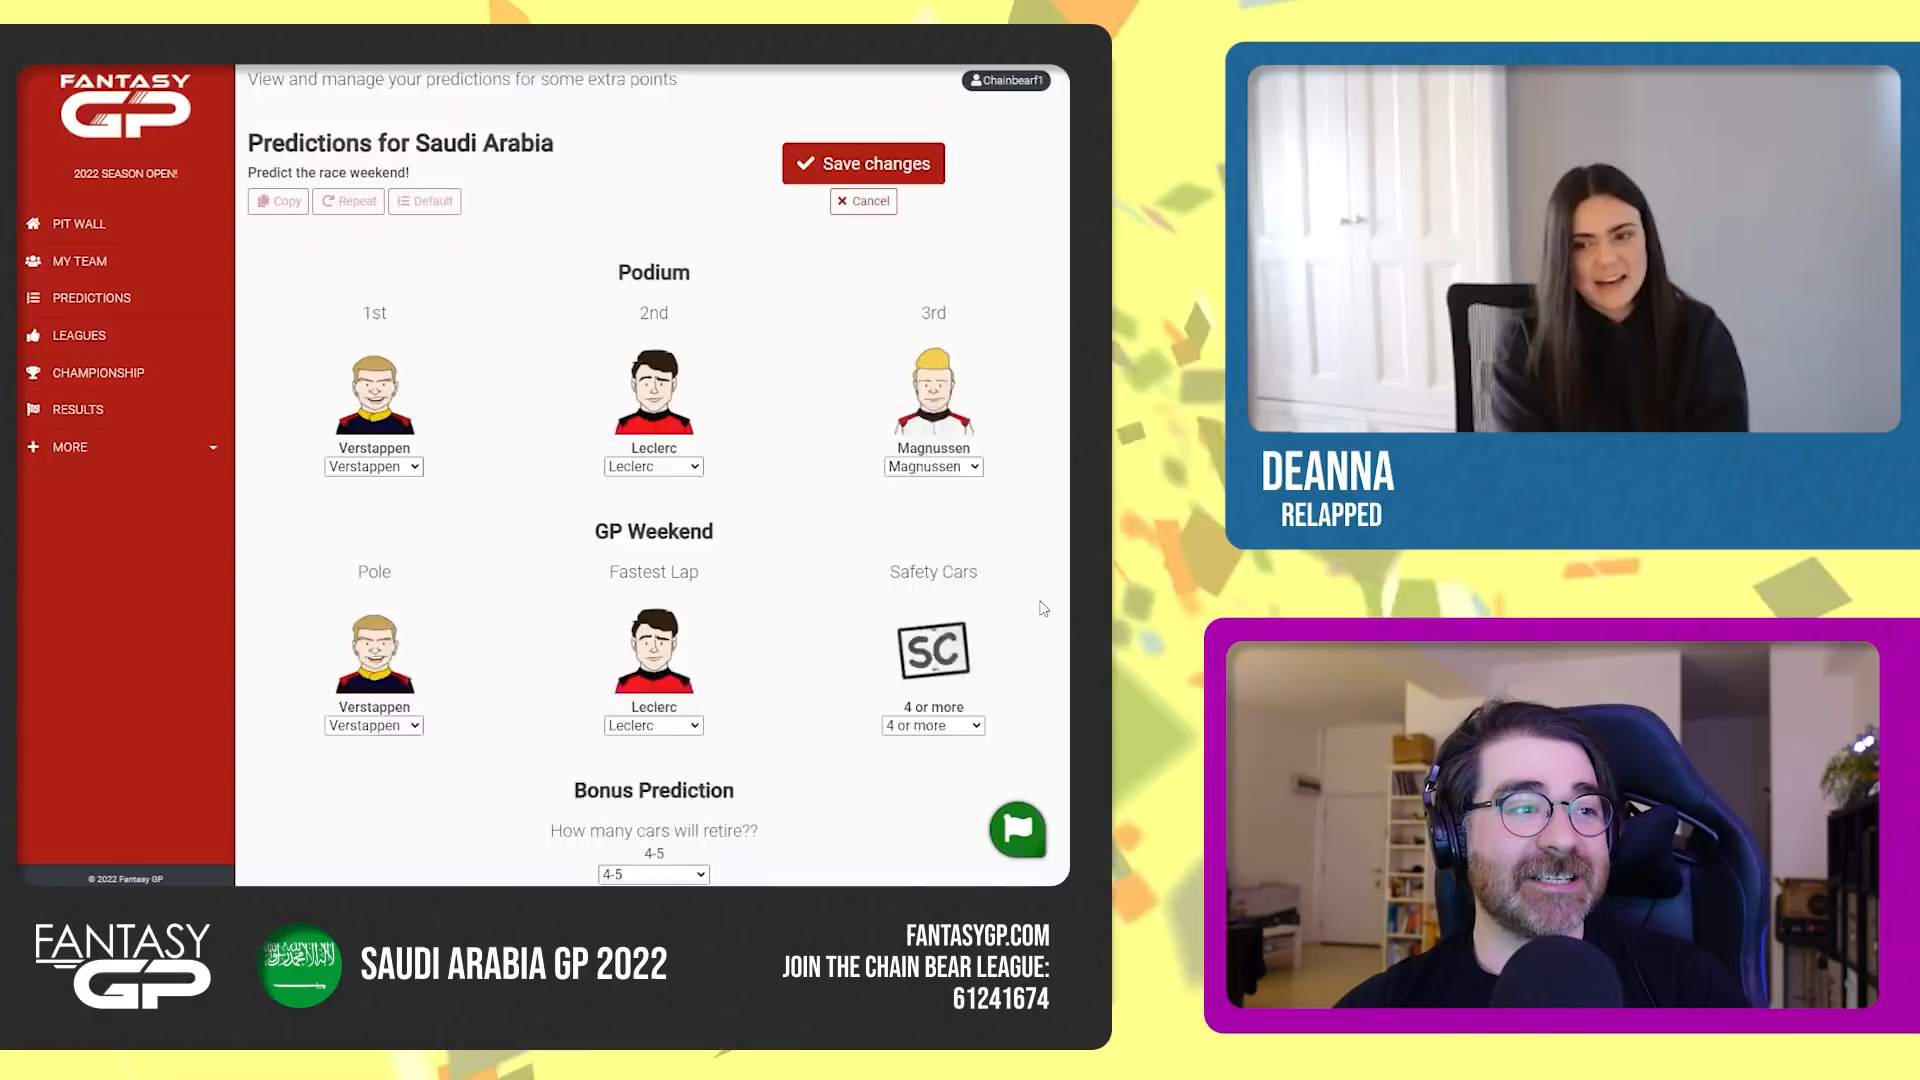 FANTASY
GP
2022 SEASON OPEN!
PIT WALL
MY TEAM
PREDICTIONS
LEAGUES
CHAMPIONSHIP
RESULTS
MORE
© 2022 Fantasy GP
View and manage your predictions for some extra points
Chainbearf1
Predictions for Saudi Arabia
Predict the race weekend!
Copy
Repeat
Default
Save changes
Cancel
Podium
1st
2nd
3rd
Verstappen
Leclerc
Magnussen
Verstappen
Leclerc
Magnussen
GP Weekend
Pole
Fastest Lap
Safety Cars
SC
Verstappen
Leclerc
4 or more
Verstappen
Leclerc
4 or more
Bonus Prediction
How many cars will retire??
4-5
4-5
FANTASY
GP
SAUDI ARABIA GP 2022
FANTASYGP.COM
JOIN THE CHAIN BEAR LEAGUE:
61241674
DEANNA
RELAPPED